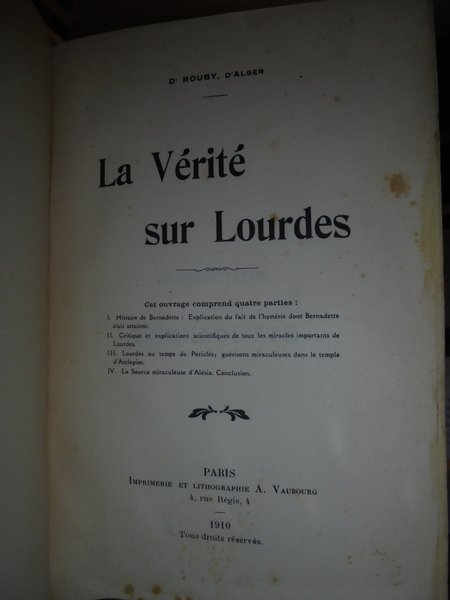 Dr ROUBY, D'ALGER
La Vérité
sur Lourdes
Cet ouvrage comprend quatre parties :
I. Histoire de Bernadette : Explication du fait de l'hystérie dont Bernadette
était atteinte.
II. Critique et explications scientifiques de tous les miracles importants de
Lourdes.
III. Lourdes au temps de Périclès; guérisons miraculeuses dans le temple
d'Asclepios.
IV. La Source miraculeuse d'Alésia. Conclusion.
PARIS
IMPRIMERIE ET LITHOGRAPHIE A. VAUBOURG
4, rue Régis, 4
1910
Tous droits réservés.